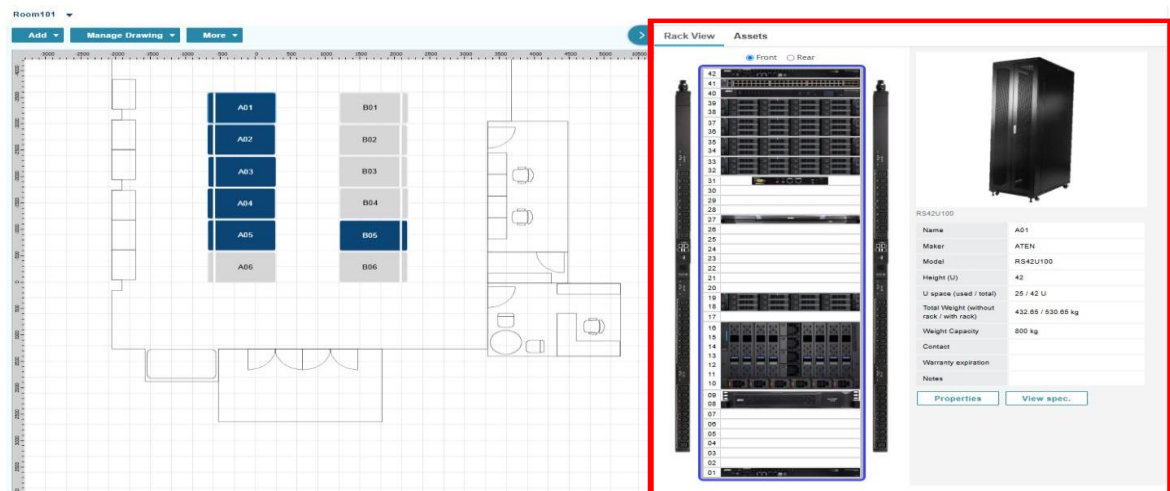 Room101
Add
Manage Drawing
More
Rack View
Assets
Front
Rear
A01
A02
A03
A04
A05
A06
B01
B02
B03
B04
B05
B06
42
41
40
39
38
37
36
35
34
33
32
31
30
29
28
27
26
25
24
23
22
21
20
19
18
17
16
15
14
13
12
11
10
09
08
07
06
05
04
03
02
01
RS42U100
Name A01
Maker ATEN
Model RS42U100
Height (U) 42
U space (used / total) 25 / 42 U
Total Weight (without
rack / with rack) 432.65 / 530.65 kg
Weight Capacity 800 kg
Contact
Warranty expiration
Notes
Properties
View spec.